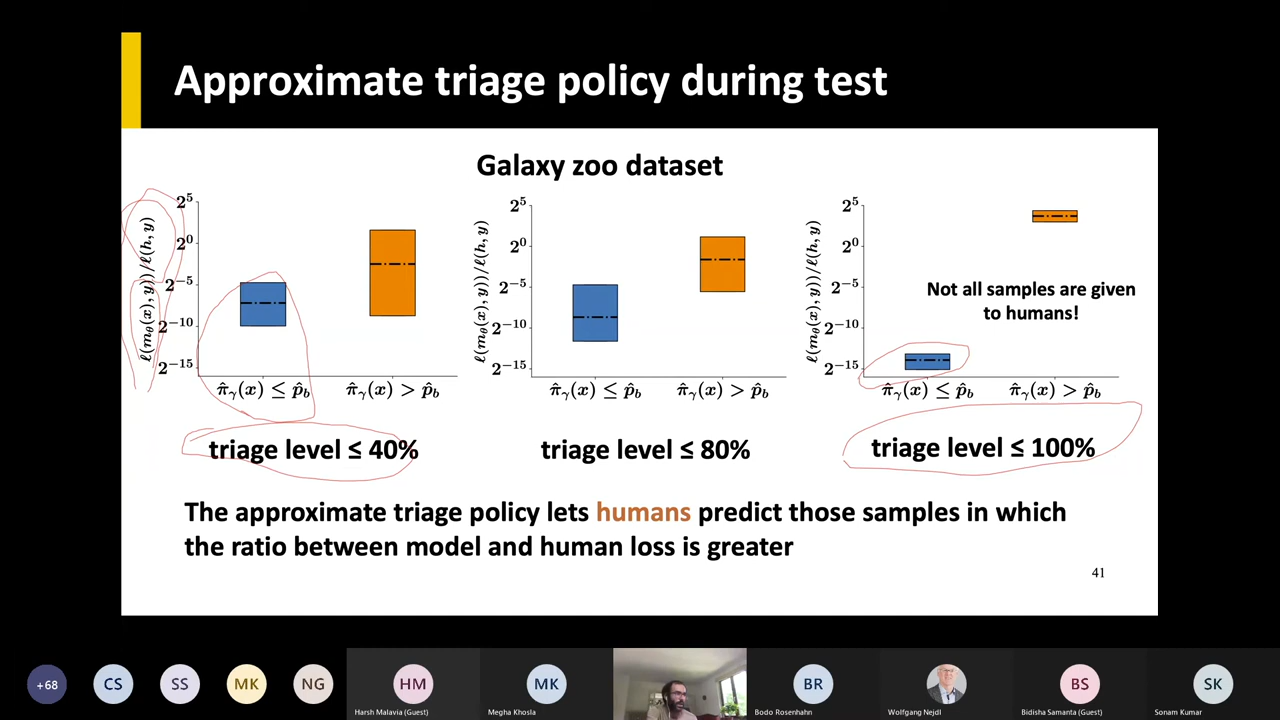 Approximate triage policy during test
Galaxy zoo dataset
ℓ(m_θ(x), y))/ℓ(h, y)
2^5
2^0
2^−5
2^−10
2^−15
π̂_γ(x) ≤ p̂_b
π̂_γ(x) > p̂_b
triage level ≤ 40%
ℓ(m_θ(x), y))/ℓ(h, y)
2^5
2^0
2^−5
2^−10
2^−15
π̂_γ(x) ≤ p̂_b
π̂_γ(x) > p̂_b
triage level ≤ 80%
ℓ(m_θ(x), y))/ℓ(h, y)
2^5
2^0
2^−5
2^−10
2^−15
Not all samples are given
to humans!
π̂_γ(x) ≤ p̂_b
π̂_γ(x) > p̂_b
triage level ≤ 100%
The approximate triage policy lets humans predict those samples in which
the ratio between model and human loss is greater
41
+68
CS
SS
MK
NG
HM
Harsh Malavia (Guest)
MK
Megha Khosla
BR
Bodo Rosenhahn
Wolfgang Nejdl
BS
Bidisha Samanta (Guest)
SK
Sonam Kumar